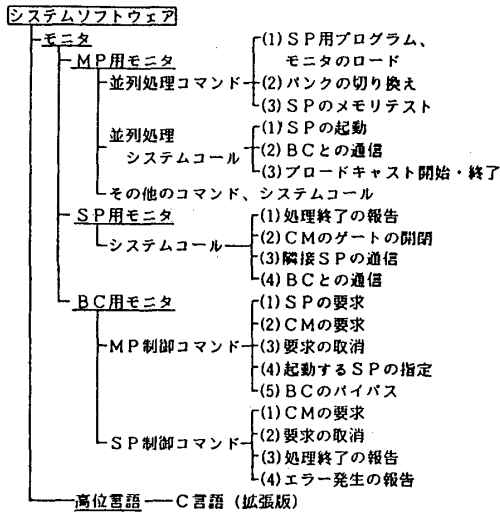 システムソフトウェア
モニタ
MP用モニタ
並列処理コマンド
(1)SP用プログラム、
モニタのロード
(2)バンクの切り換え
(3)SPのメモリテスト
並列処理
システムコール
(1)SPの起動
(2)BCとの通信
(3)ブロードキャスト開始・終了
その他のコマンド、システムコール
SP用モニタ
システムコール
(1)処理終了の報告
(2)CMのゲートの開閉
(3)隣接SPの通信
(4)BCとの通信
BC用モニタ
MP制御コマンド
(1)SPの要求
(2)CMの要求
(3)要求の取消
(4)起動するSPの指定
(5)BCのバイパス
SP制御コマンド
(1)CMの要求
(2)要求の取消
(3)処理終了の報告
(4)エラー発生の報告
高位言語 C言語(拡張版)